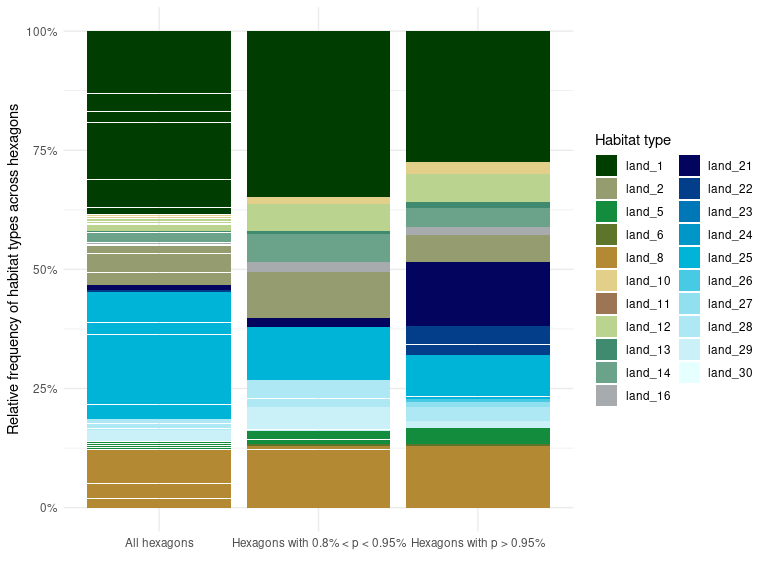 Relative frequency of habitat types across hexagons
100%
75%
50%
25%
0%
All hexagons
Hexagons with 0.8% < p < 0.95%
Hexagons with p > 0.95%
Habitat type
land_1
land_2
land_5
land_6
land_8
land_10
land_11
land_12
land_13
land_14
land_16
land_21
land_22
land_23
land_24
land_25
land_26
land_27
land_28
land_29
land_30